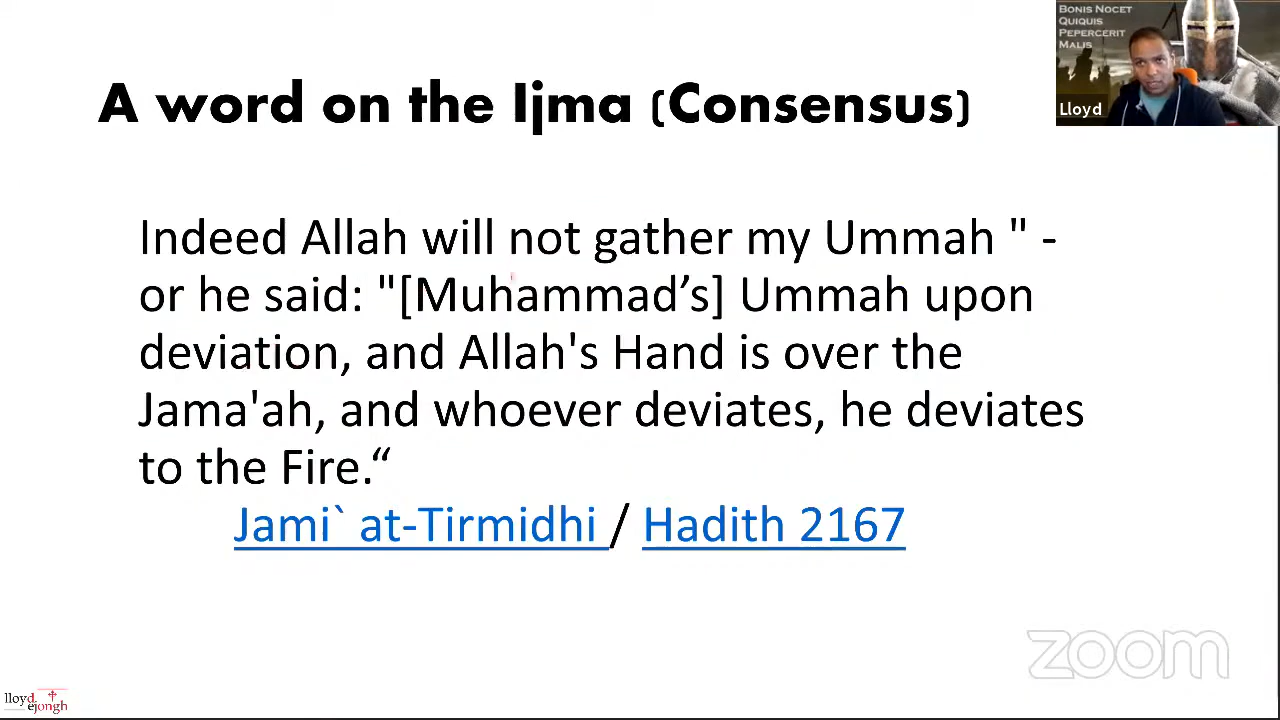 BONIS NOCET
QUIQUIS
PEPERCERIT
MALIS
Lloyd
A word on the Ijma (Consensus)
Indeed Allah will not gather my Ummah " -
or he said: "[Muhammad’s] Ummah upon
deviation, and Allah's Hand is over the
Jama'ah, and whoever deviates, he deviates
to the Fire.“
Jami` at-Tirmidhi / Hadith 2167
zoom
lloyd
ejongh